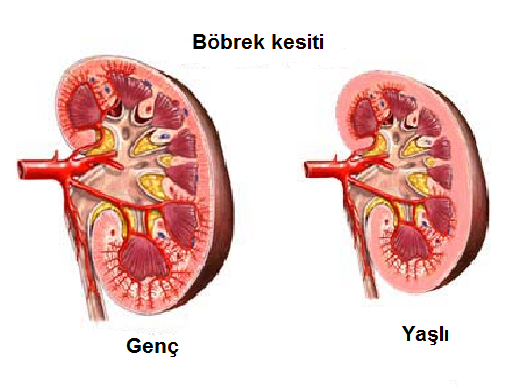 Böbrek kesiti
Genç
Yaşlı